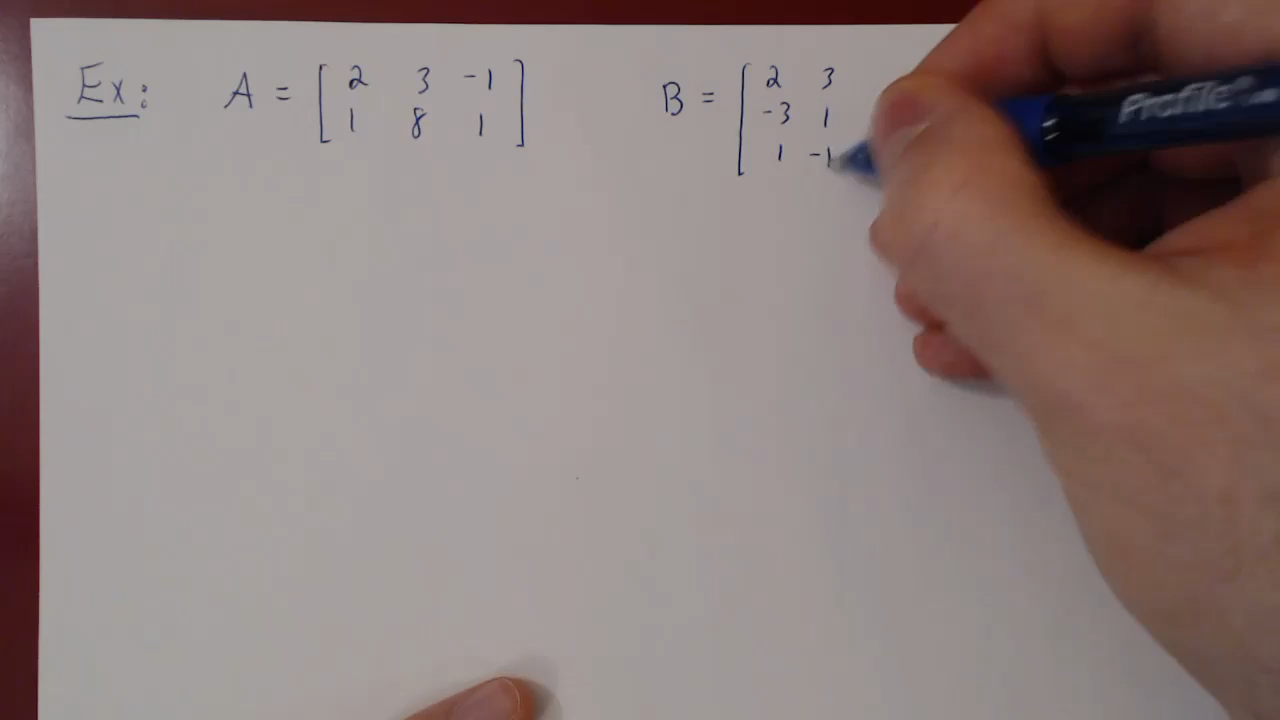 Ex: A = [ 2 3 -1
1 8 1 ]
B = [ 2 3
-3 1
1 -1
Profile